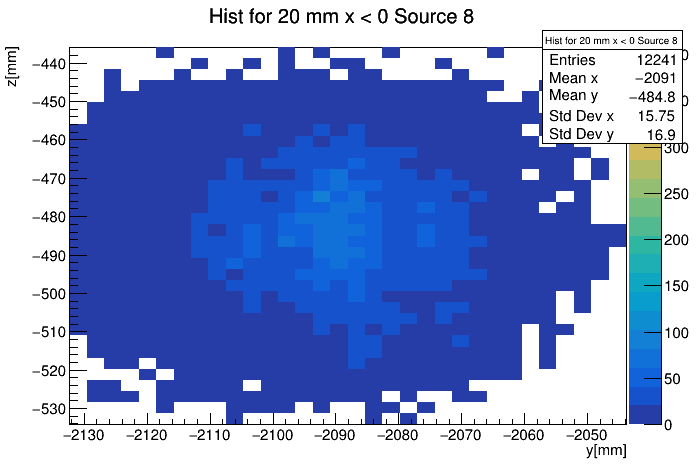 Hist for 20 mm x < 0 Source 8
Hist for 20 mm x < 0 Source 8
Entries 12241
Mean x −2091
Mean y −484.8
Std Dev x 15.75
Std Dev y 16.9
z[mm]
−440
−450
−460
−470
−480
−490
−500
−510
−520
−530
−2130 −2120 −2110 −2100 −2090 −2080 −2070 −2060 −2050
y[mm]
300
250
200
150
100
50
0